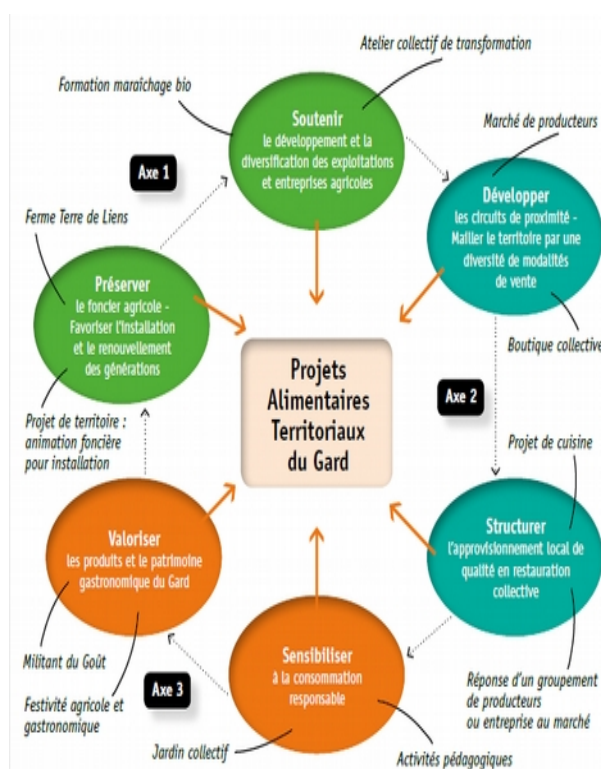 Atelier collectif de transformation
Formation maraîchage bio
Soutenir
le développement et la
diversification des exploitations
et entreprises agricoles
Marché de producteurs
Axe 1
Développer
les circuits de proximité -
Mailler le territoire par une
diversité de modalités
de vente
Ferme Terre de Liens
Préserver
le foncier agricole -
Favoriser l'Installation
et le renouvellement
des générations
Boutique collective
Projets
Alimentaires
Territoriaux
du Gard
Axe 2
Projet de territoire :
animation foncière
pour installation
Projet de cuisine
Valoriser
les produits et le patrimoine
gastronomique du Gard
Structurer
l'approvisionnement local de
qualité en restauration
collective
Sensibiliser
à la consommation
responsable
Militant du Goût
Axe 3
Festivité agricole et
gastronomique
Réponse d'un groupement
de producteurs
ou entreprise au marché
Jardin collectif
Activités pédagogiques